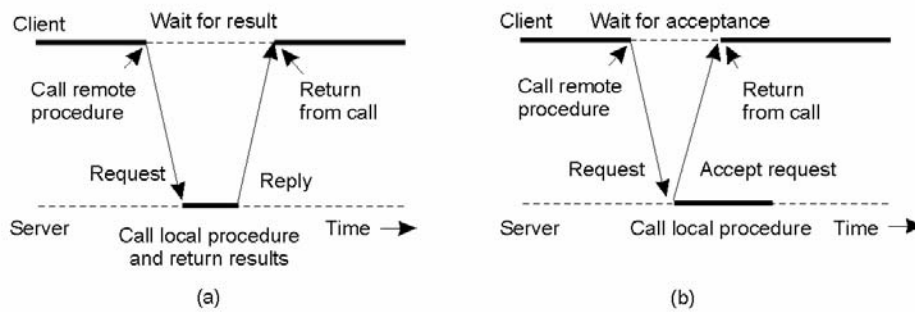 Client
Wait for result
Call remote
procedure
Return
from call
Request
Reply
Server
Call local procedure
and return results
Time
(a)
Client
Wait for acceptance
Call remote
procedure
Return
from call
Request
Accept request
Server
Call local procedure
Time
(b)